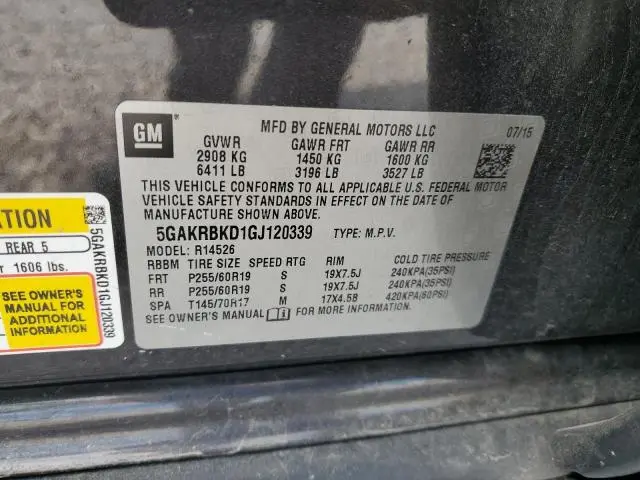 GM
MFD BY GENERAL MOTORS LLC 07/15
GVWR GAWR FRT GAWR RR
2908 KG 1450 KG 1600 KG
6411 LB 3196 LB 3527 LB
THIS VEHICLE CONFORMS TO ALL APPLICABLE U.S. FEDERAL MOTOR
VEHICLE SAFETY STANDARDS IN EFFECT ON THE DATE OF
MANUFACTURE SHOWN ABOVE.
5GAKRBKD1GJ120339 TYPE: M.P.V.
MODEL: R14526
RBBM TIRE SIZE SPEED RTG RIM COLD TIRE PRESSURE
FRT P255/60R19 S 19X7.5J 240KPA(35PSI)
RR P255/60R19 S 19X7.5J 240KPA(35PSI)
SPA T145/70R17 M 17X4.5B 420KPA(60PSI)
SEE OWNER'S MANUAL i FOR MORE INFORMATION.
REAR 5
1606 lbs.
SEE OWNER'S
MANUAL FOR
ADDITIONAL
INFORMATION
5GAKRBKD1GJ120339